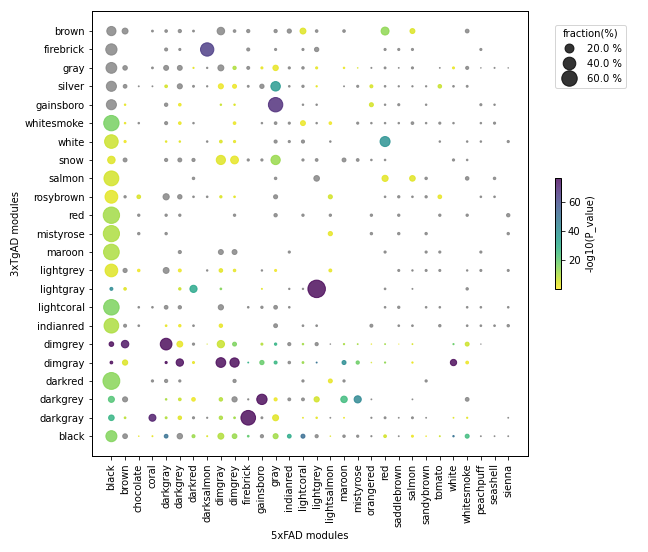 brown
firebrick
gray
silver
gainsboro
whitesmoke
white
snow
salmon
rosybrown
red
mistyrose
maroon
lightgrey
lightgray
lightcoral
indianred
dimgrey
dimgray
darkred
darkgrey
darkgray
black
3xTgAD modules
black
brown
chocolate
coral
darkgray
darkgrey
darkred
darksalmon
dimgray
dimgrey
firebrick
gainsboro
gray
indianred
lightcoral
lightgrey
lightsalmon
maroon
mistyrose
orangered
red
saddlebrown
salmon
sandybrown
tomato
white
whitesmoke
peachpuff
seashell
sienna
5xFAD modules
fraction(%)
20.0 %
40.0 %
60.0 %
60
40
20
-log10(P_value)